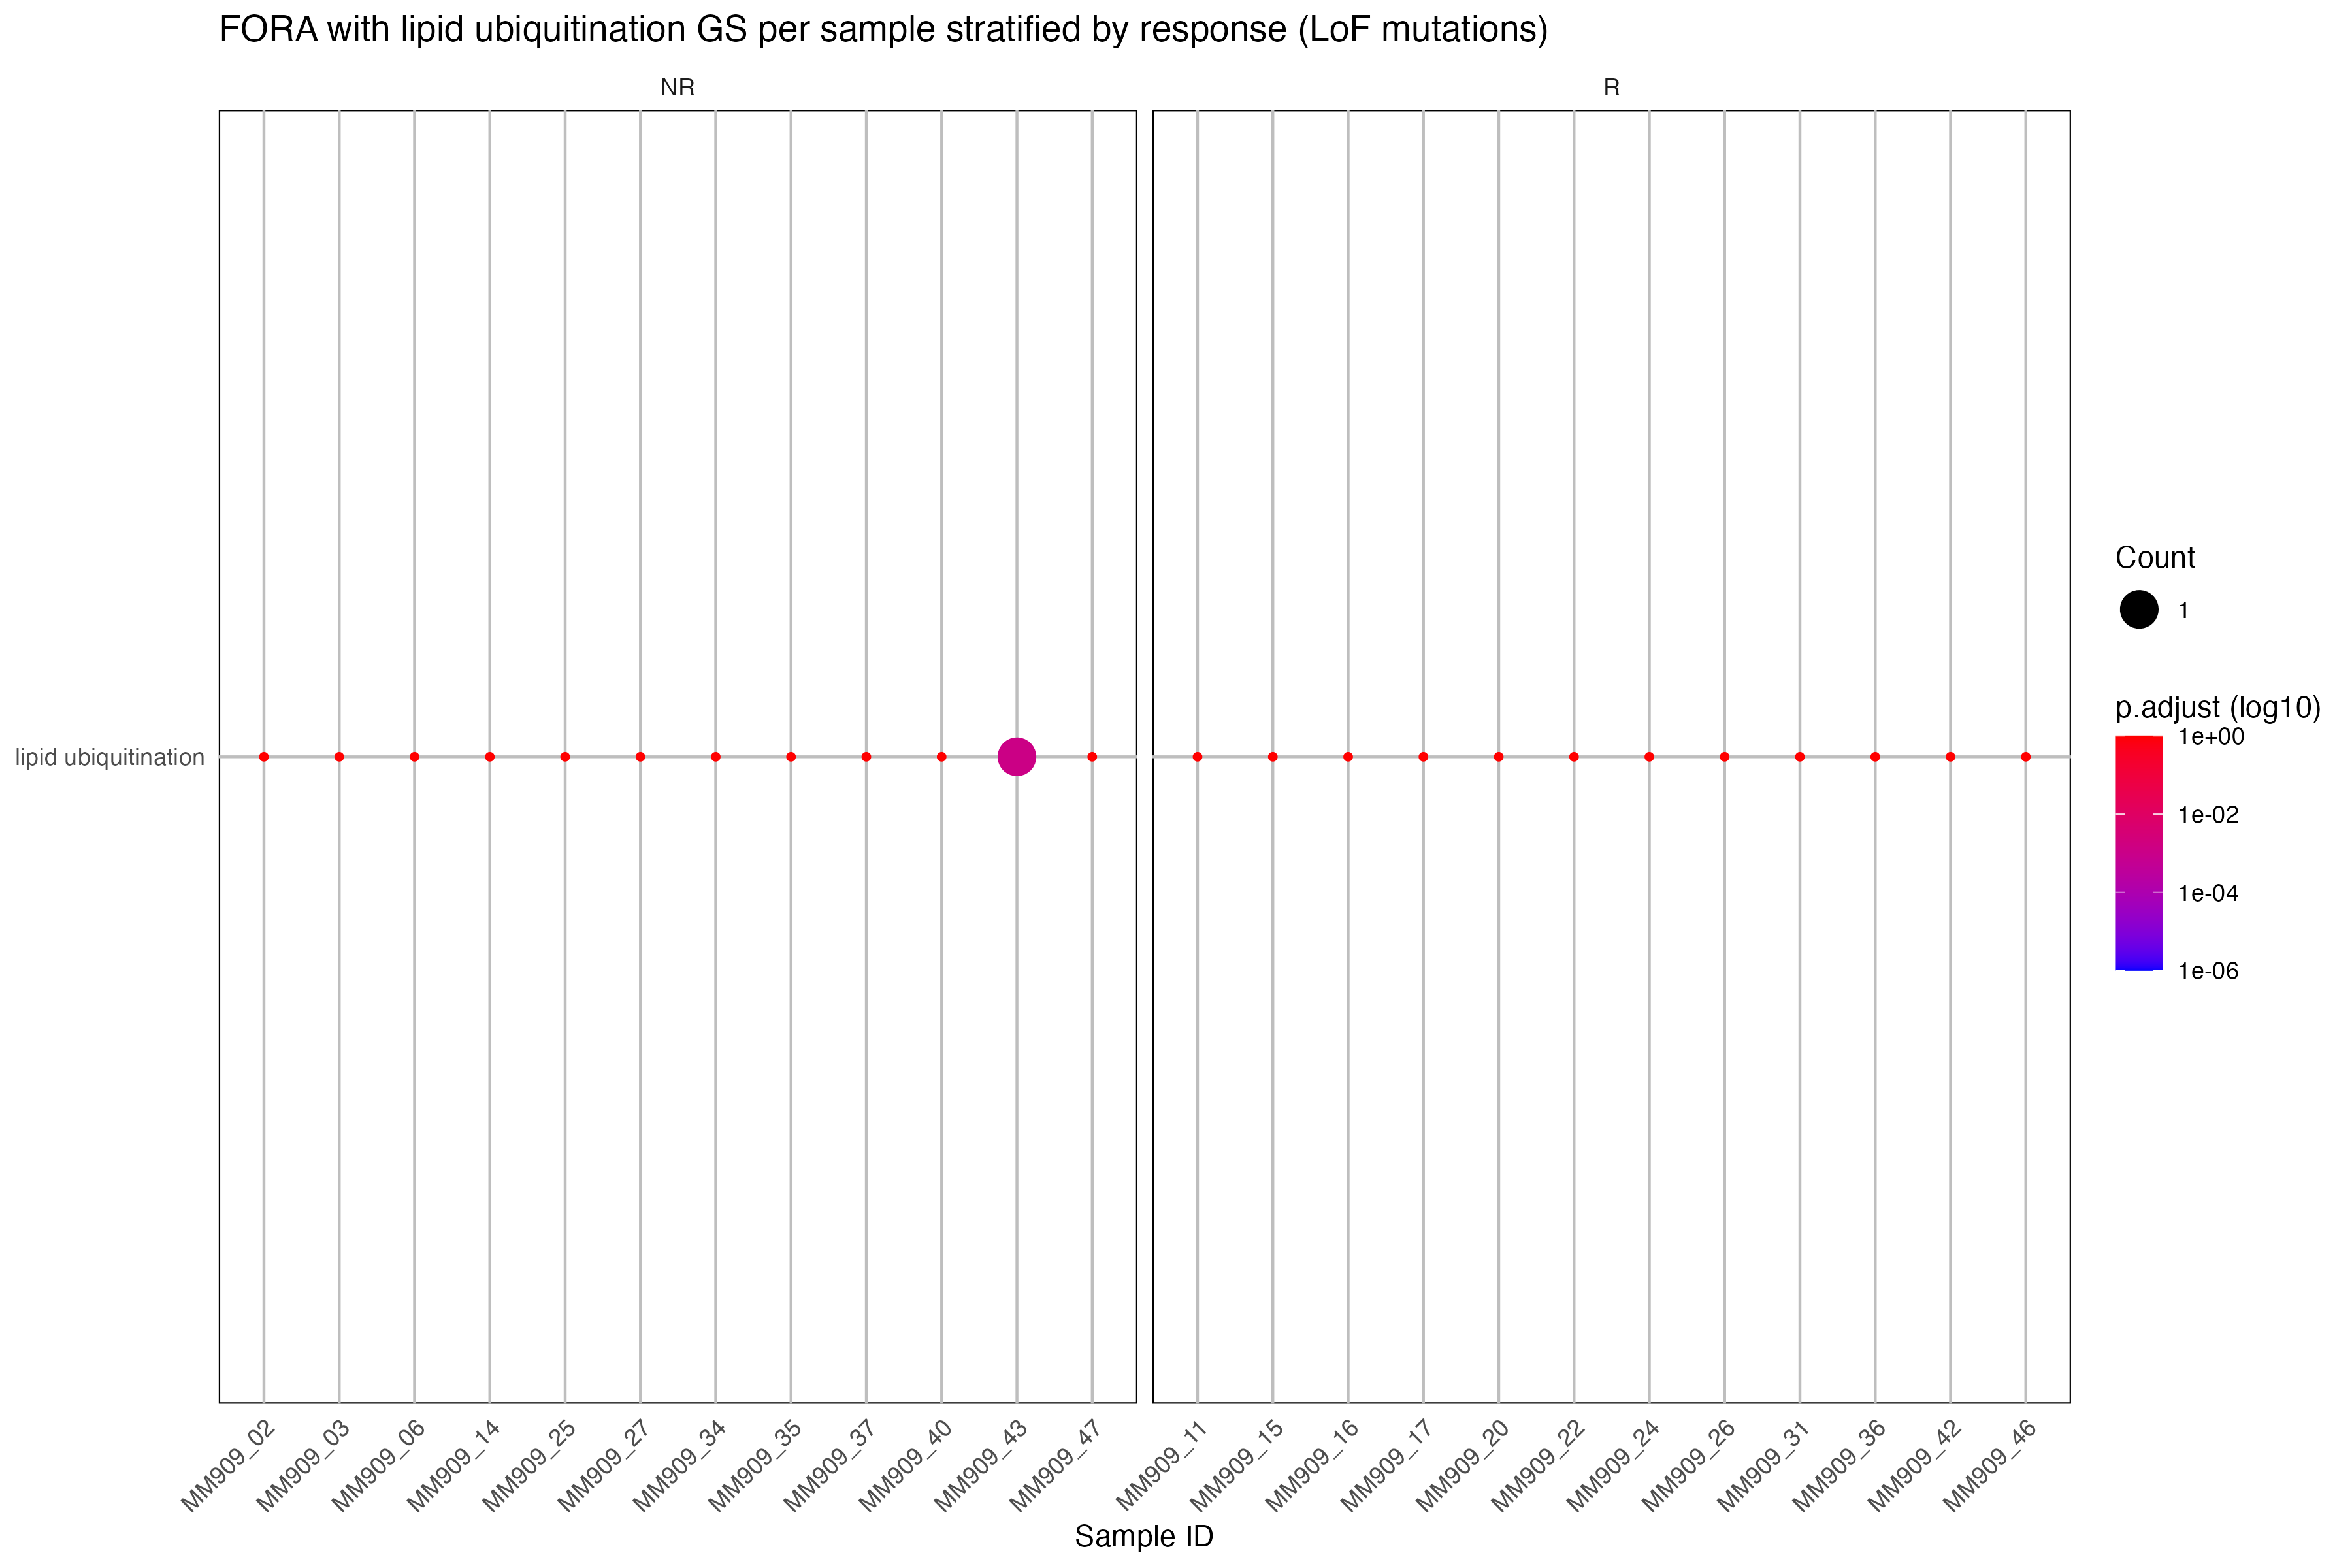 FORA with lipid ubiquitination GS per sample stratified by response (LoF mutations)
NR
R
lipid ubiquitination
Count
1
p.adjust (log10)
1e+00
1e-02
1e-04
1e-06
MM909_02
MM909_03
MM909_06
MM909_14
MM909_25
MM909_27
MM909_34
MM909_35
MM909_37
MM909_40
MM909_43
MM909_47
MM909_11
MM909_15
MM909_16
MM909_17
MM909_20
MM909_22
MM909_24
MM909_26
MM909_31
MM909_36
MM909_42
MM909_46
Sample ID